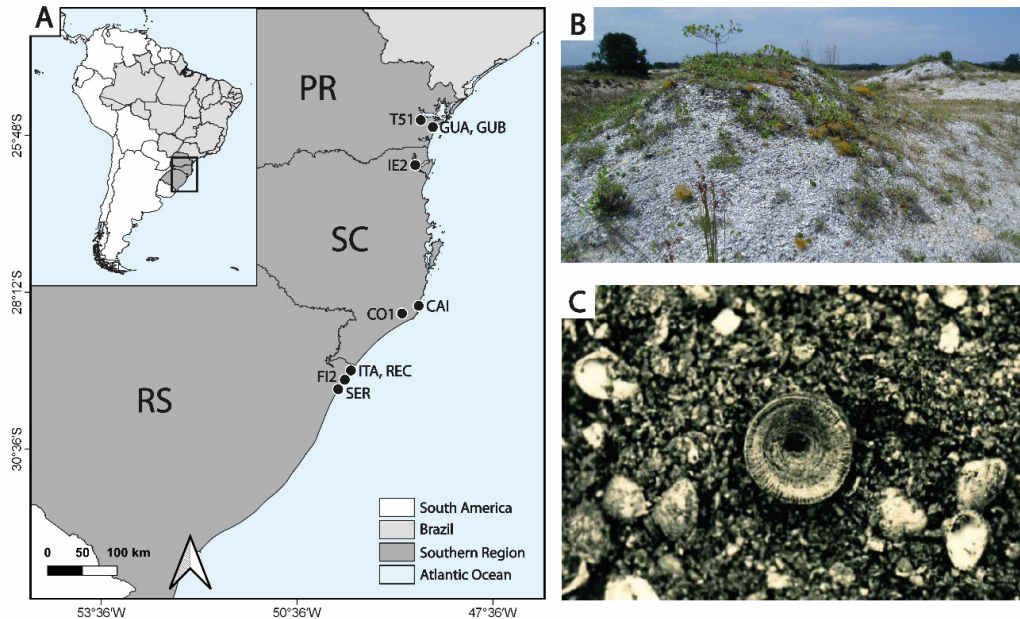 A
PR
T51
GUA, GUB
IE2
SC
CO1
CAI
ITA, REC
FI2
SER
RS
25°48'S
28°12'S
30°36'S
South America
Brazil
Southern Region
Atlantic Ocean
0 50 100 km
53°36'W 50°36'W 47°36'W
B
C